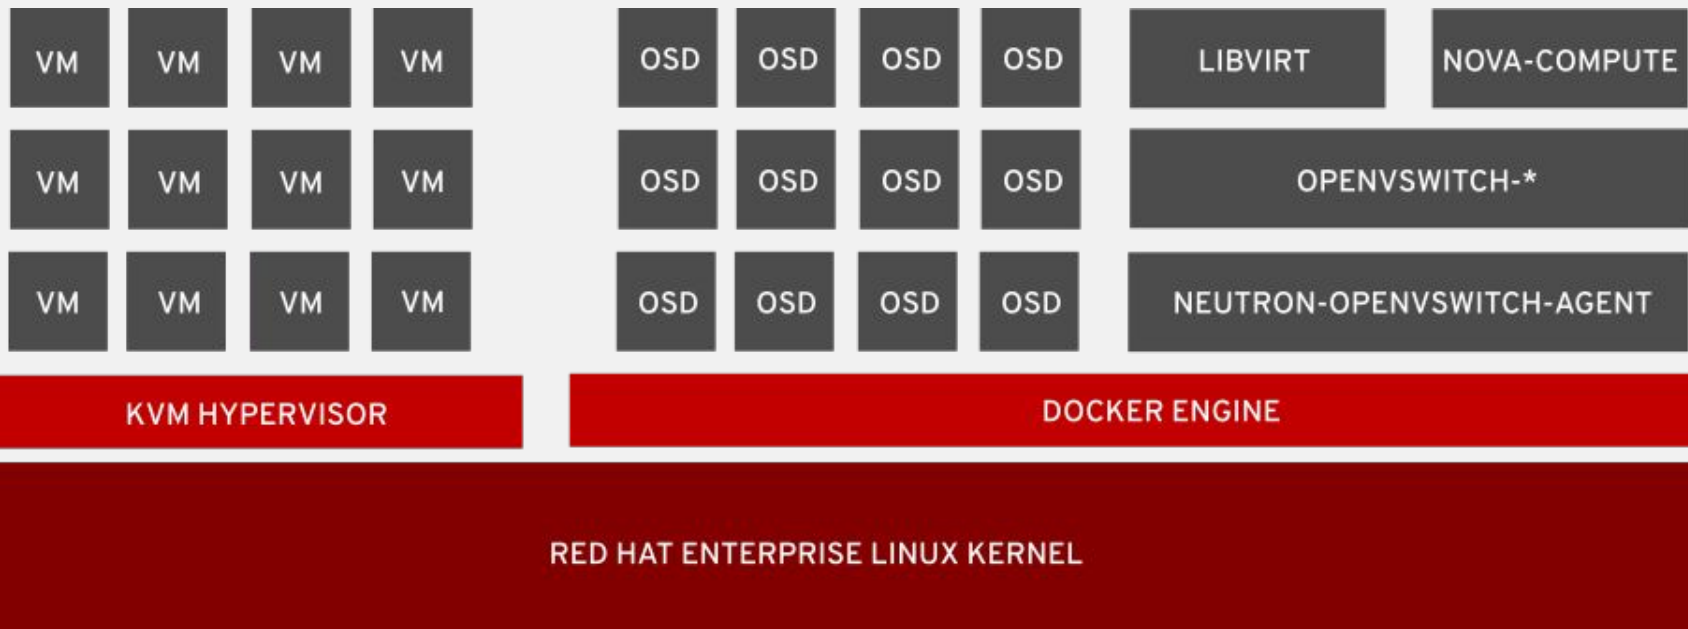 VM VM VM VM OSD OSD OSD OSD LIBVIRT NOVA-COMPUTE
VM VM VM VM OSD OSD OSD OSD OPENVSWITCH-*
VM VM VM VM OSD OSD OSD OSD NEUTRON-OPENVSWITCH-AGENT
KVM HYPERVISOR DOCKER ENGINE
RED HAT ENTERPRISE LINUX KERNEL